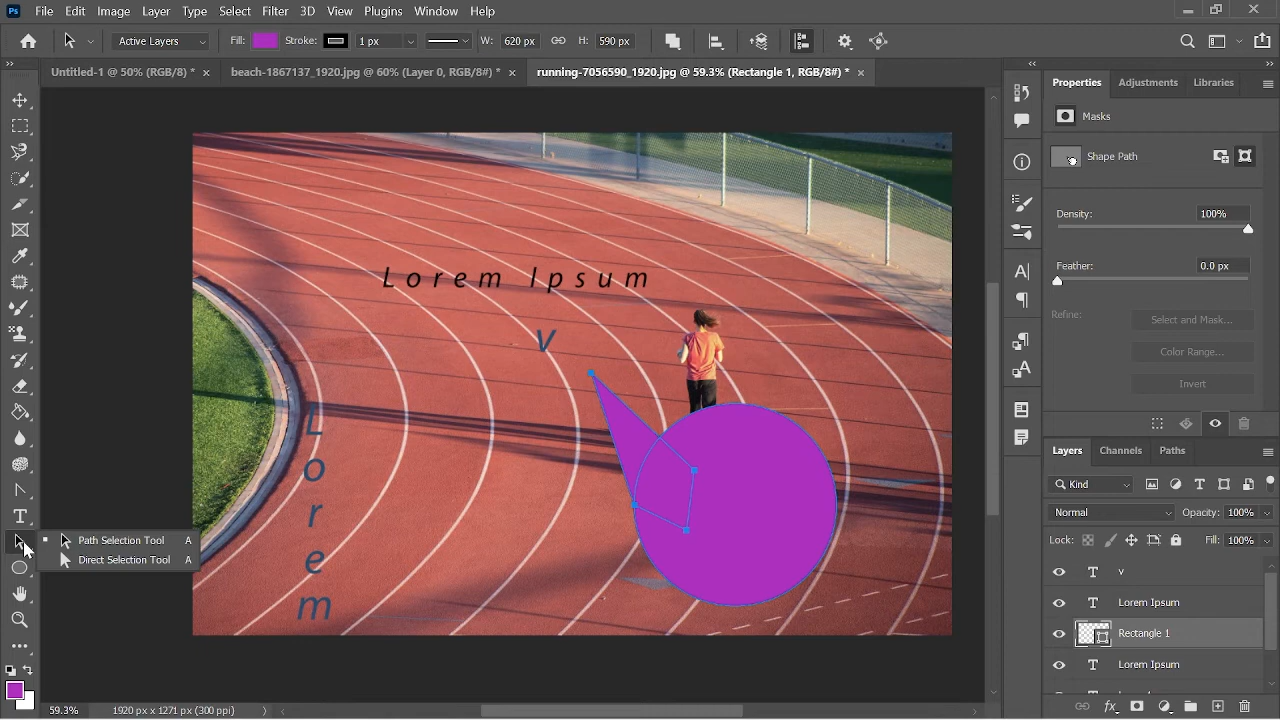 Ps File Edit Image Layer Type Select Filter 3D View Plugins Window Help
Active Layers Fill: Stroke: 1 px W: 620 px H: 590 px
Untitled-1 @ 50% (RGB/8) * × beach-1867137_1920.jpg @ 60% (Layer 0, RGB/8#) * × running-7056590_1920.jpg @ 59.3% (Rectangle 1, RGB/8#) * ×
Properties Adjustments Libraries
Masks
Shape Path
Density: 100%
Feather: 0.0 px
Refine: Select and Mask...
Color Range...
Invert
Lorem Ipsum
v
L
o
r
e
m
Path Selection Tool A
Direct Selection Tool A
Layers Channels Paths
Kind
Normal Opacity: 100%
Lock: Fill: 100%
T v
T Lorem Ipsum
Rectangle 1
T Lorem Ipsum
59.3% 1920 px x 1271 px (300 ppi)